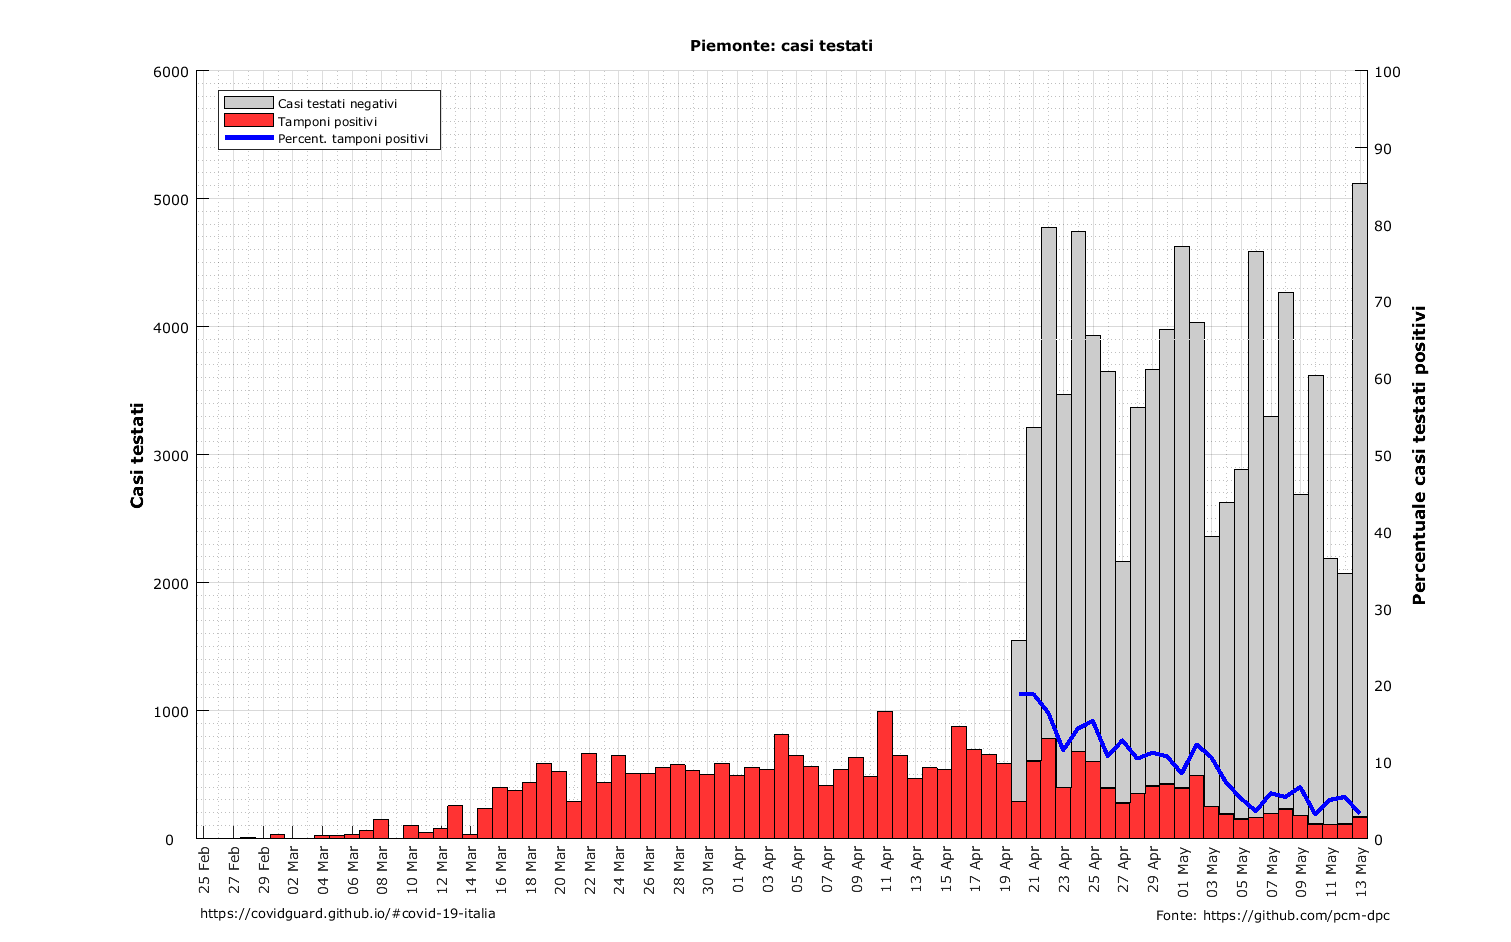 Piemonte: casi testati
6000
5000
4000
3000
2000
1000
0
Casi testati
Casi testati negativi
Tamponi positivi
Percent. tamponi positivi
100
90
80
70
60
50
40
30
20
10
0
Percentuale casi testati positivi
25 Feb
27 Feb
29 Feb
02 Mar
04 Mar
06 Mar
08 Mar
10 Mar
12 Mar
14 Mar
16 Mar
18 Mar
20 Mar
22 Mar
24 Mar
26 Mar
28 Mar
30 Mar
01 Apr
03 Apr
05 Apr
07 Apr
09 Apr
11 Apr
13 Apr
15 Apr
17 Apr
19 Apr
21 Apr
23 Apr
25 Apr
27 Apr
29 Apr
01 May
03 May
05 May
07 May
09 May
11 May
13 May
https://covidguard.github.io/#covid-19-italia
Fonte: https://github.com/pcm-dpc